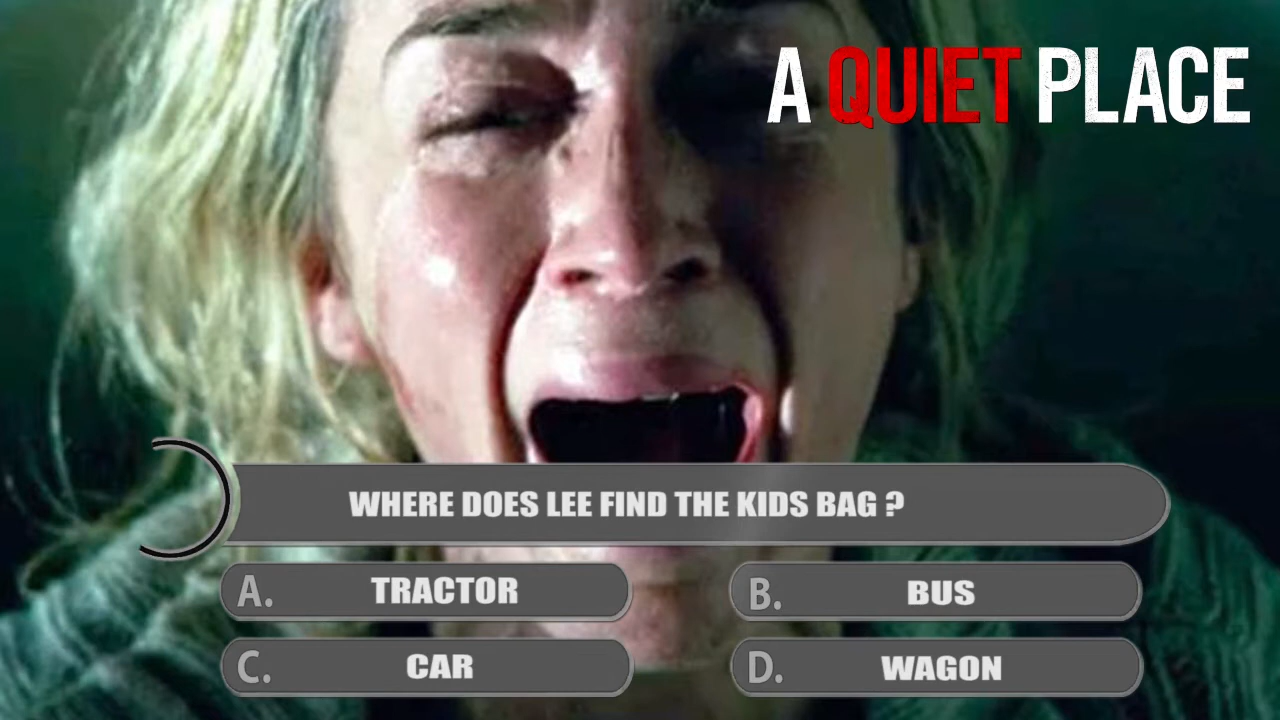 A QUIET PLACE
WHERE DOES LEE FIND THE KIDS BAG ?
A. TRACTOR
B. BUS
C. CAR
D. WAGON